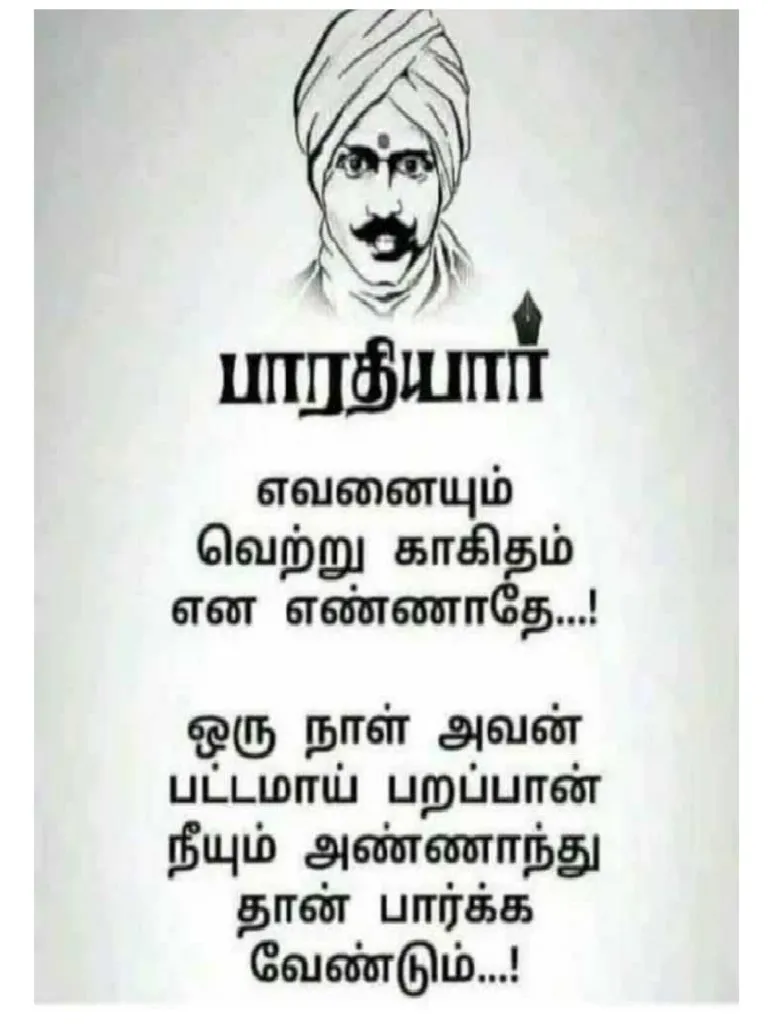 பாரதியார்
எவனையும்
வெற்று காகிதம்
என எண்ணாதே...!
ஒரு நாள் அவன்
பட்டமாய் பறப்பான்
நீயும் அண்ணாந்து
தான் பார்க்க
வேண்டும்...!